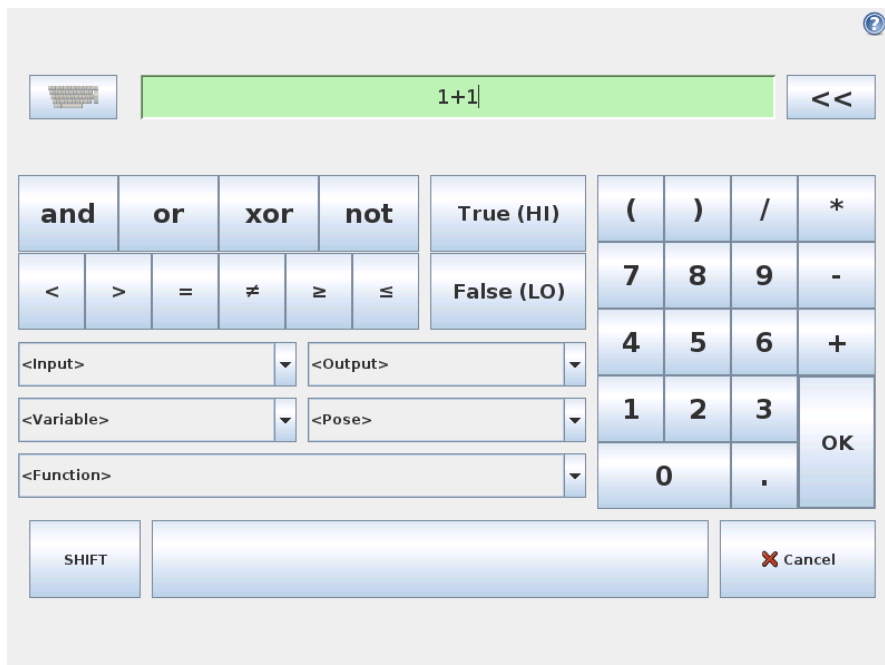 ?
1+1
<<
and or xor not True (HI) ( ) / *
< > = ≠ ≥ ≤ False (LO) 7 8 9 -
<Input> <Output> 4 5 6 +
<Variable> <Pose> 1 2 3 OK
<Function> 0 .
SHIFT Cancel